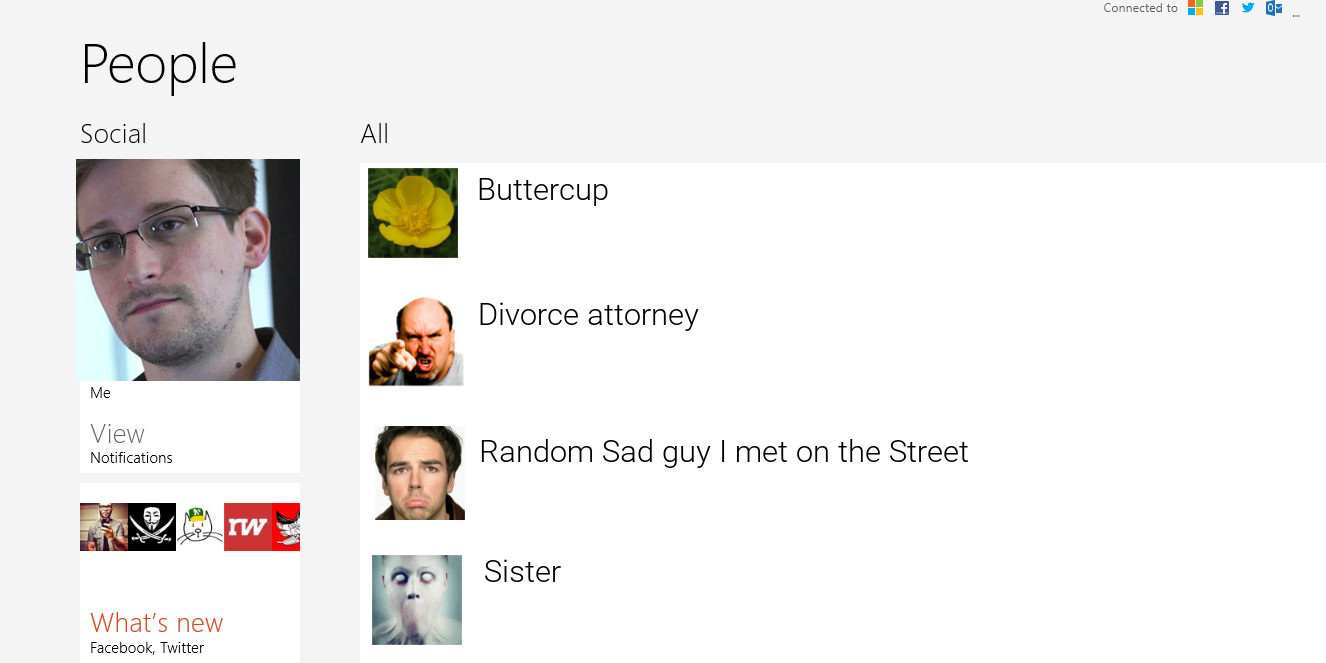 Connected to
...
People
Social
All
Buttercup
Divorce attorney
Random Sad guy I met on the Street
Sister
Me
View
Notifications
rw
What's new
Facebook, Twitter